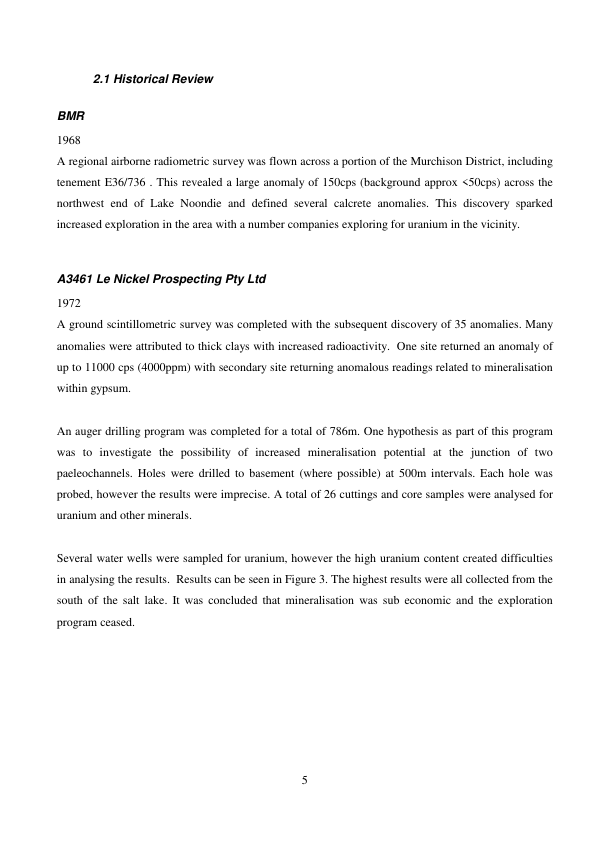 2.1 Historical Review
BMR
1968
A regional airborne radiometric survey was flown across a portion of the Murchison District, including
tenement E36/736 . This revealed a large anomaly of 150cps (background approx <50cps) across the
northwest end of Lake Noondie and defined several calcrete anomalies. This discovery sparked
increased exploration in the area with a number companies exploring for uranium in the vicinity.
A3461 Le Nickel Prospecting Pty Ltd
1972
A ground scintillometric survey was completed with the subsequent discovery of 35 anomalies. Many
anomalies were attributed to thick clays with increased radioactivity.  One site returned an anomaly of
up to 11000 cps (4000ppm) with secondary site returning anomalous readings related to mineralisation
within gypsum.
An auger drilling program was completed for a total of 786m. One hypothesis as part of this program
was to investigate the possibility of increased mineralisation potential at the junction of two
paeleochannels. Holes were drilled to basement (where possible) at 500m intervals. Each hole was
probed, however the results were imprecise. A total of 26 cuttings and core samples were analysed for
uranium and other minerals.
Several water wells were sampled for uranium, however the high uranium content created difficulties
in analysing the results.  Results can be seen in Figure 3. The highest results were all collected from the
south of the salt lake. It was concluded that mineralisation was sub economic and the exploration
program ceased.
5